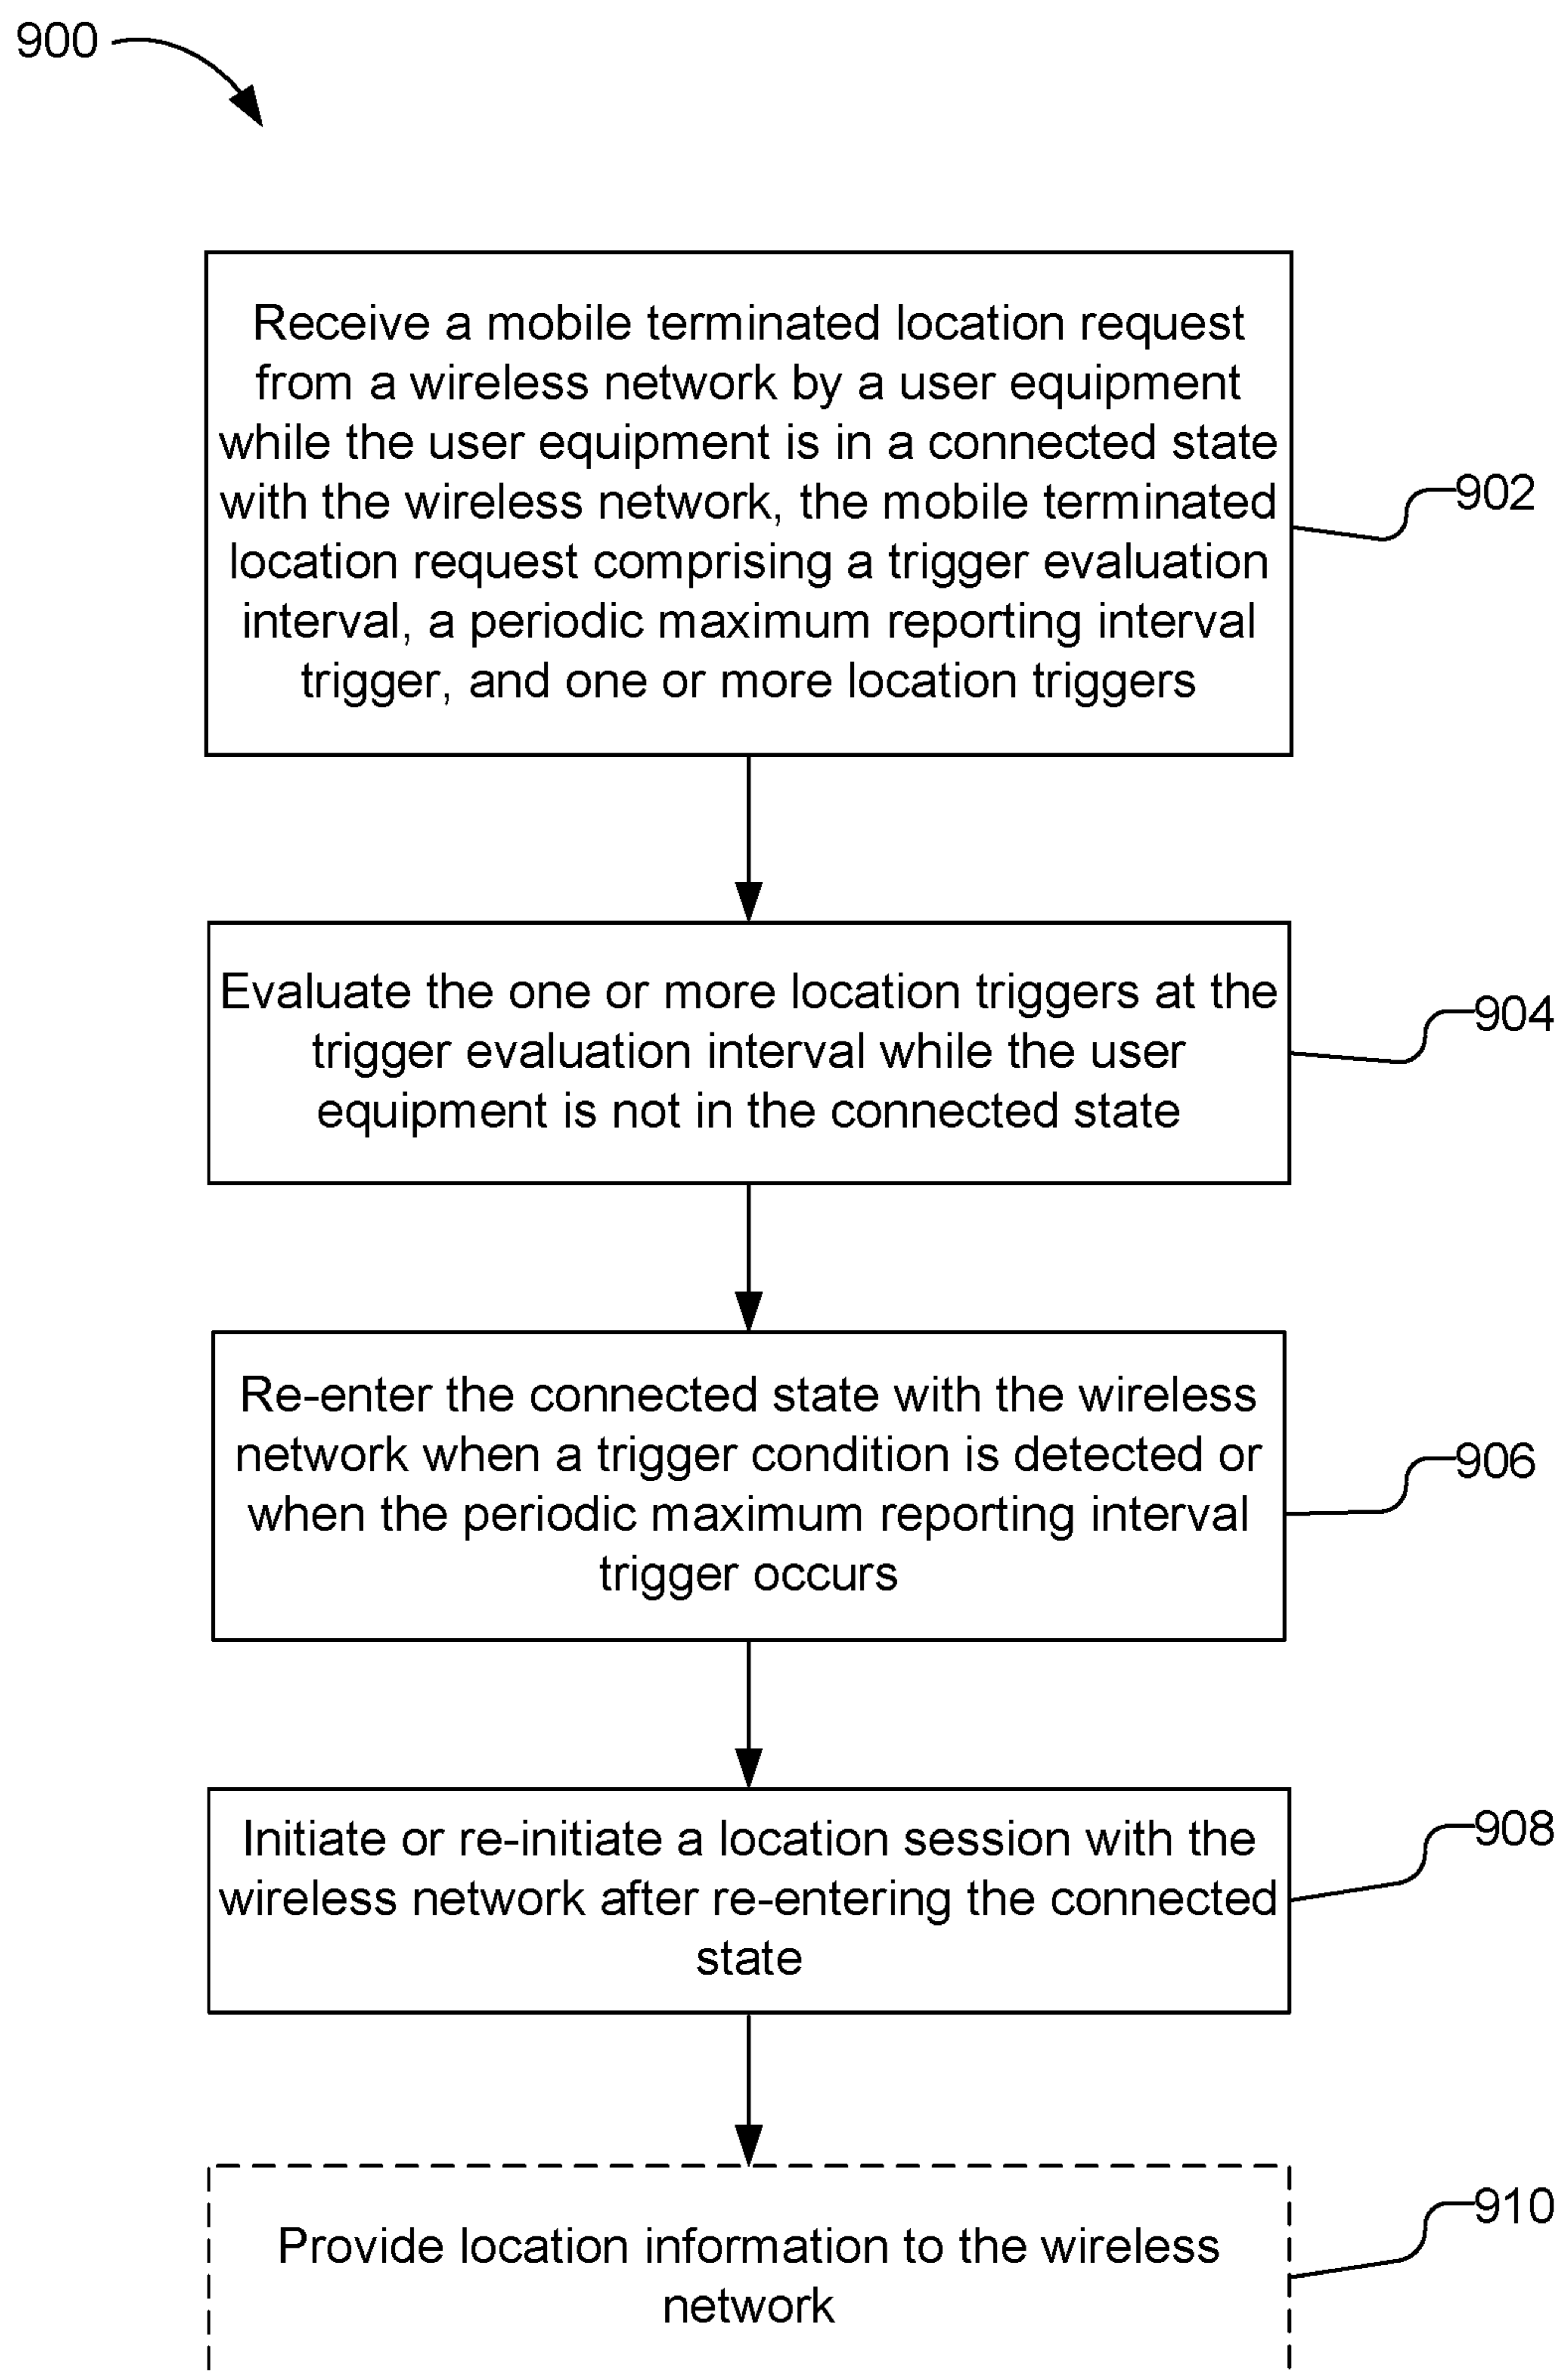 900
Receive a mobile terminated location request
from a wireless network by a user equipment
while the user equipment is in a connected state
with the wireless network, the mobile terminated
location request comprising a trigger evaluation
interval, a periodic maximum reporting interval
trigger, and one or more location triggers
902
Evaluate the one or more location triggers at the
trigger evaluation interval while the user
equipment is not in the connected state
904
Re-enter the connected state with the wireless
network when a trigger condition is detected or
when the periodic maximum reporting interval
trigger occurs
906
Initiate or re-initiate a location session with the
wireless network after re-entering the connected
state
908
Provide location information to the wireless
network
910